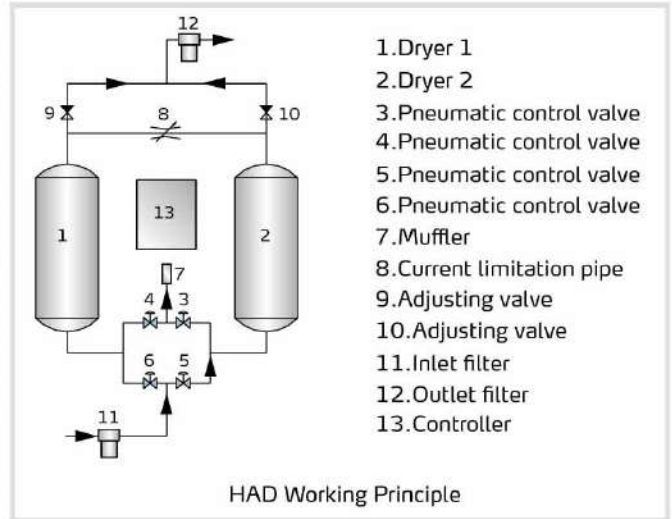 12
9
8
10
1
13
2
7
4
3
6
5
11
1.Dryer 1
2.Dryer 2
3.Pneumatic control valve
4.Pneumatic control valve
5.Pneumatic control valve
6.Pneumatic control valve
7.Muffler
8.Current limitation pipe
9.Adjusting valve
10.Adjusting valve
11.Inlet filter
12.Outlet filter
13.Controller
HAD Working Principle